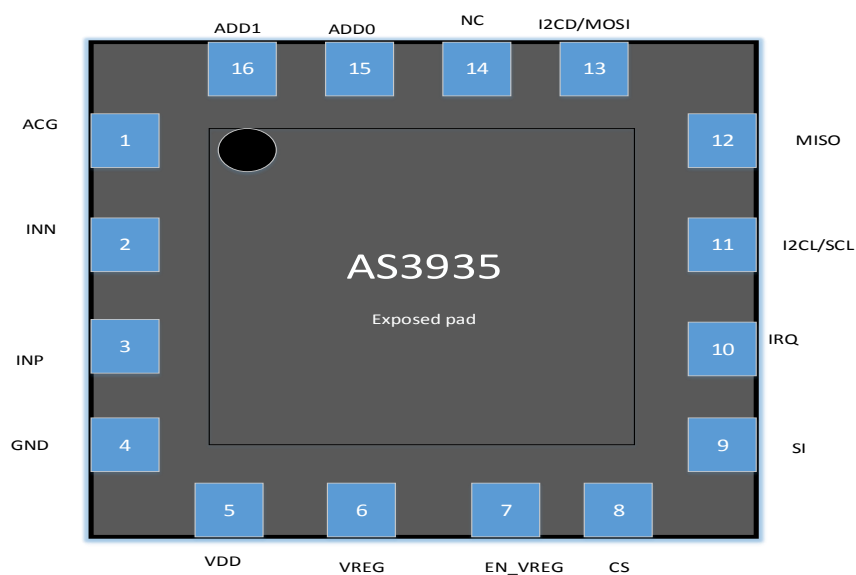 ADD1 ADD0 NC I2CD/MOSI
16 15 14 13
ACG 1 12 MISO
INN 2 11 I2CL/SCL
AS3935
Exposed pad
INP 3 10 IRQ
GND 4 9 SI
5 6 7 8
VDD VREG EN_VREG CS